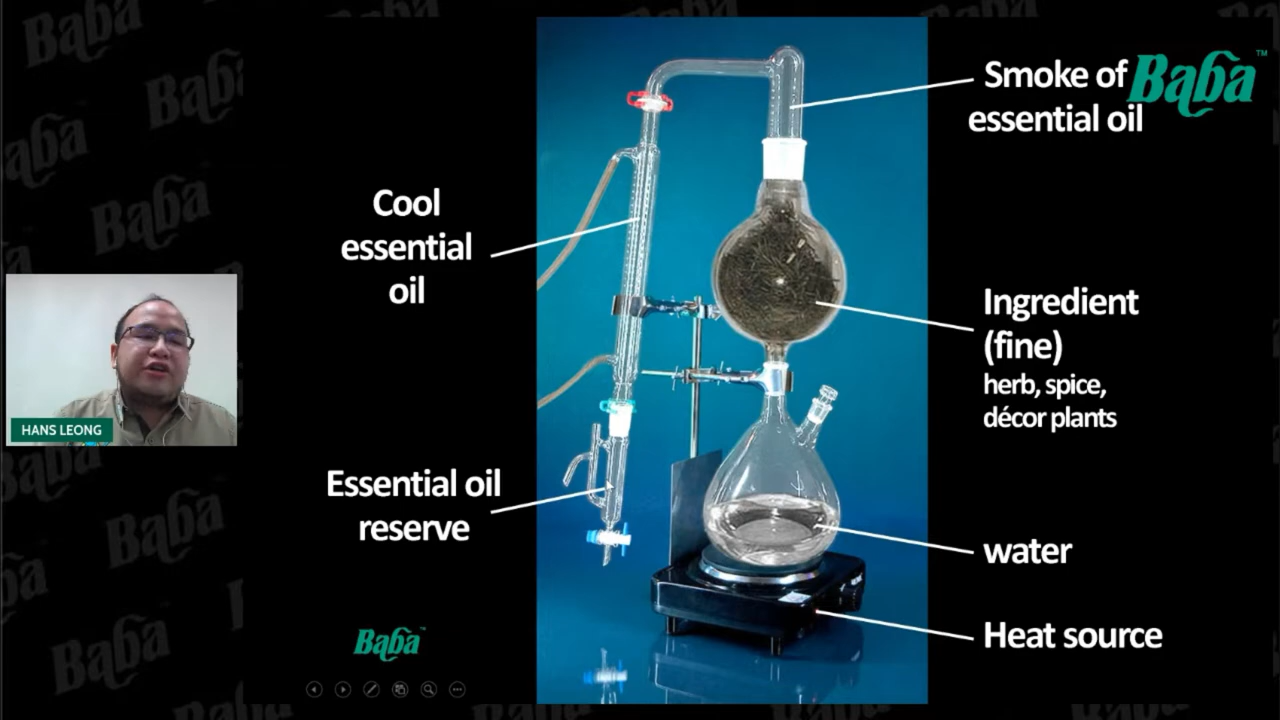 Baba
Smoke of
essential oil
Baba™
Cool
essential
oil
Ingredient
(fine)
herb, spice,
décor plants
HANS LEONG
Essential oil
reserve
water
Heat source
Baba™